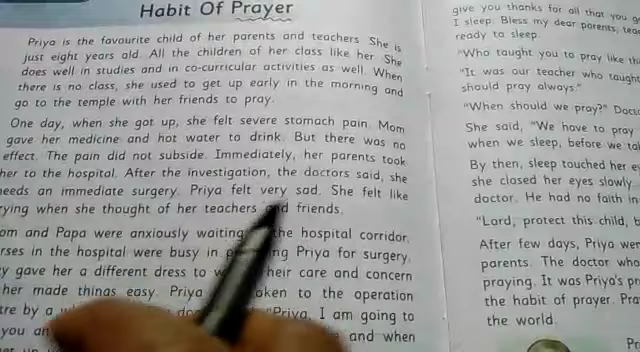 Habit Of Prayer
Priya is the favourite child of her parents and teachers She is
just eight years old. All the children of her class like her She
does well in studies and in co-curricular activities as well. When
there is no class, she used to get up early in the morning and
go to the temple with her friends to pray.
One day, when she got up, she felt severe stomach pain. Mom
gave her medicine and hot water to drink. But there was no
effect. The pain did not subside. Immediately, her parents took
her to the hospital. After the investigation, the doctors said, she
needs an immediate surgery. Priya felt very sad. She felt like
rying when she thought of her teachers and friends.
om and Papa were anxiously waiting the hospital corridor.
rses in the hospital were busy in ing Priya for surgery.
y gave her a different dress to heir care and concern
her made things easy. Priya aken to the operation
tre by a "Priya, I am going to
you and when
give you thanks for all that you
I sleep. Bless my dear parents,
ready to sleep.
"Who taught you to pray like
"It was our teacher who taugh
should pray always."
"When should we pray?"
She said, "We have to pray
when we sleep, before we
By then, sleep touched her
she closed her eyes slowly
doctor. He had no faith in
"Lord, protect this child,
After few days, Priya
parents. The doctor
praying. It was Priya's
the habit of prayer.
the world.